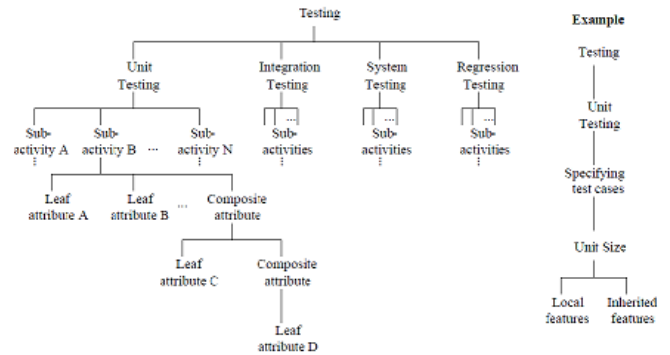 Testing
Unit Testing
Integration Testing
System Testing
Regression Testing
Sub-activity A
Sub-activity B
...
Sub-activity N
...
Sub-activities
...
Sub-activities
...
Sub-activities
Leaf attribute A
Leaf attribute B
...
Composite attribute
Leaf attribute C
Composite attribute
Leaf attribute D
Example
Testing
Unit Testing
Specifying test cases
Unit Size
Local features
Inherited features